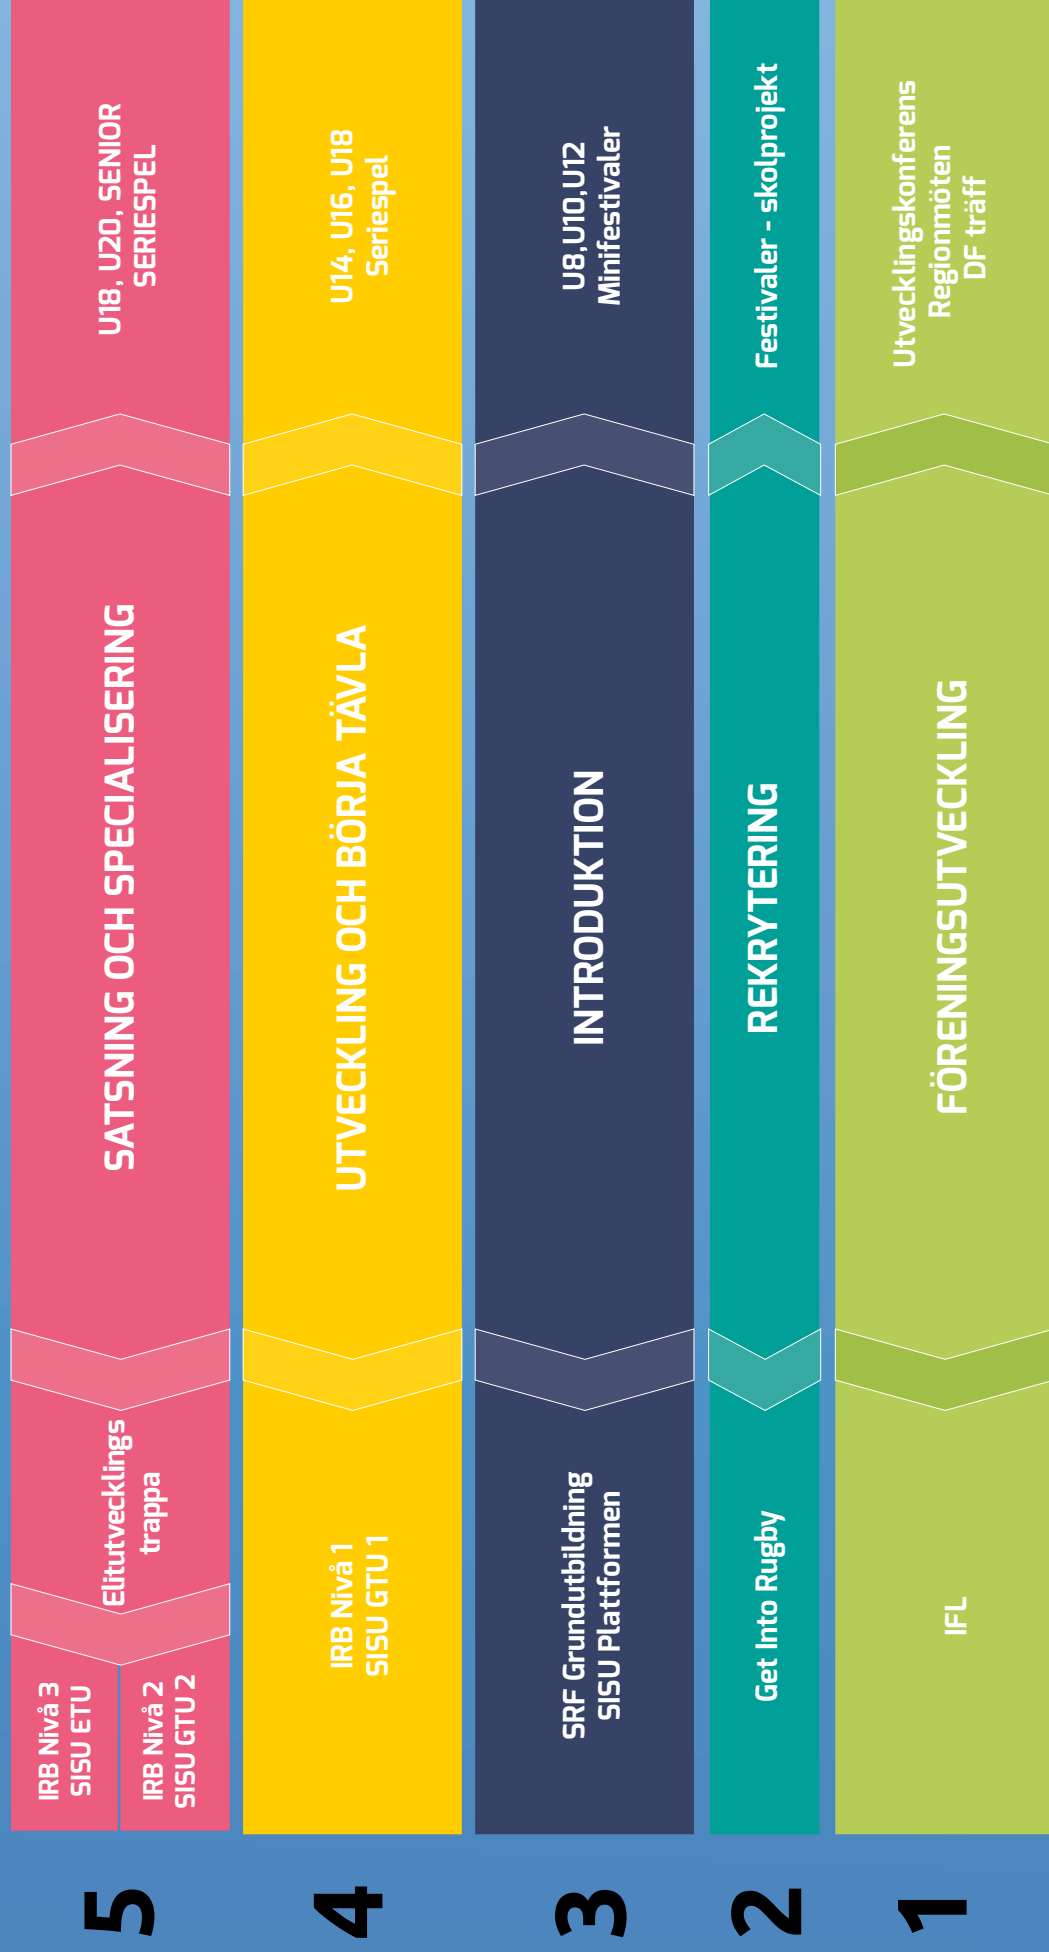 5
IRB Nivå 3
SISU ETU
IRB Nivå 2
SISU GTU 2
Elitutvecklings
trappa
SATSNING OCH SPECIALISERING
U18, U20, SENIOR
SERIESPEL
4
IRB Nivå 1
SISU GTU 1
UTVECKLING OCH BÖRJA TÄVLA
U14, U16, U18
Seriespel
3
SRF Grundutbildning
SISU Plattformen
INTRODUKTION
U8,U10,U12
Minifestivaler
2
Get Into Rugby
REKRYTERING
Festivaler - skolprojekt
1
IFL
FÖRENINGSUTVECKLING
Utvecklingskonferens
Regionmöten
DF träff